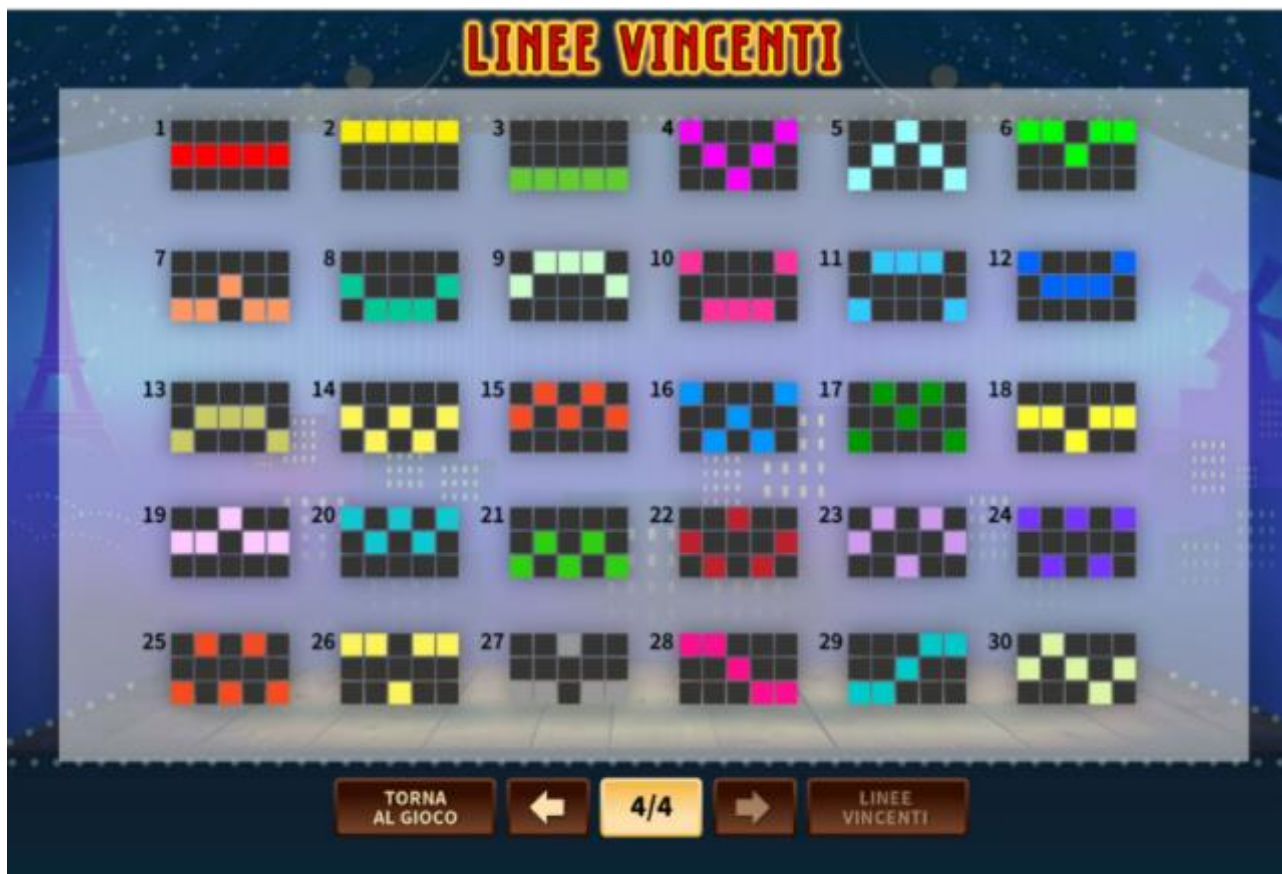 LINEE VINCENTI
1 2 3 4 5 6
7 8 9 10 11 12
13 14 15 16 17 18
19 20 21 22 23 24
25 26 27 28 29 30
TORNA
AL GIOCO
4/4
LINEE
VINCENTI